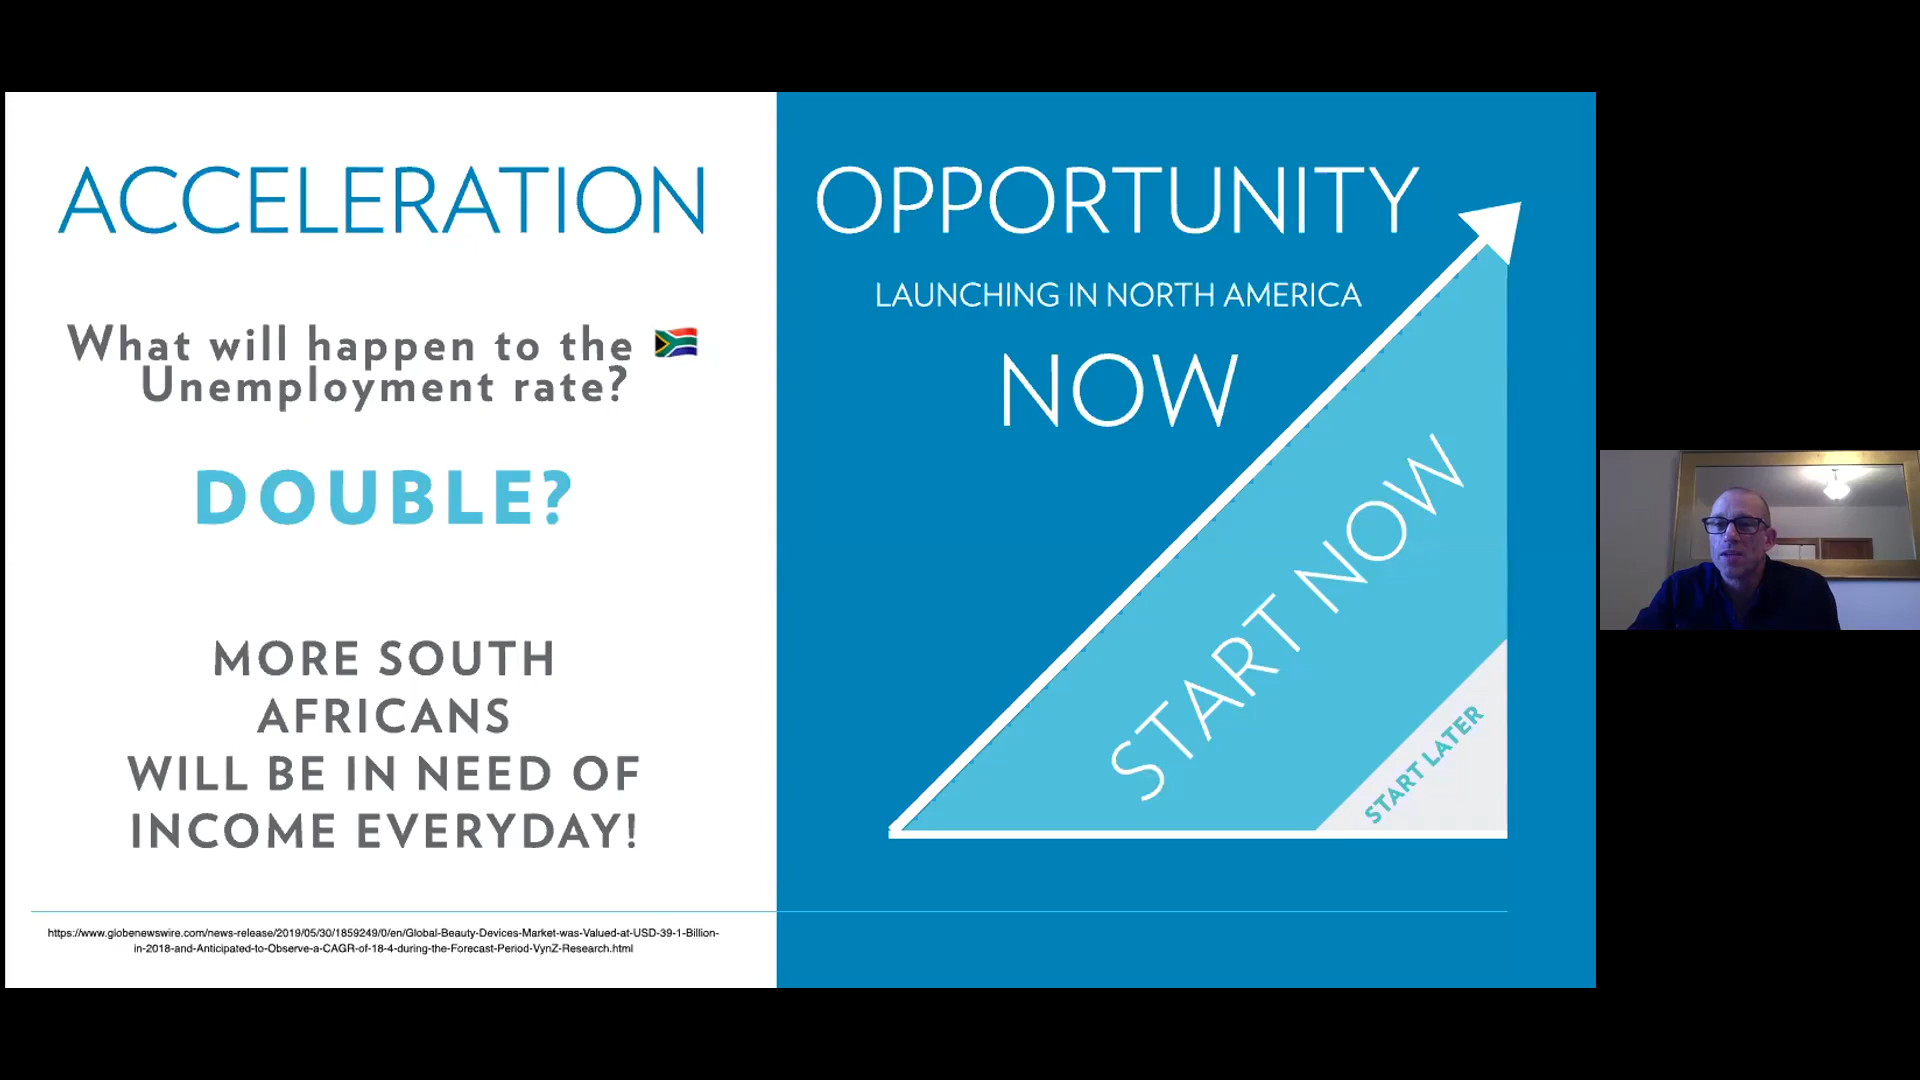 ACCELERATION
What will happen to the 🇿🇦
Unemployment rate?
DOUBLE?
MORE SOUTH
AFRICANS
WILL BE IN NEED OF
INCOME EVERYDAY!
https://www.globenewswire.com/news-release/2019/05/30/1859249/0/en/Global-Beauty-Devices-Market-was-Valued-at-USD-39-1-Billion-
in-2018-and-Anticipated-to-Observe-a-CAGR-of-18-4-during-the-Forecast-Period-VynZ-Research.html
OPPORTUNITY
LAUNCHING IN NORTH AMERICA
NOW
START NOW
START LATER